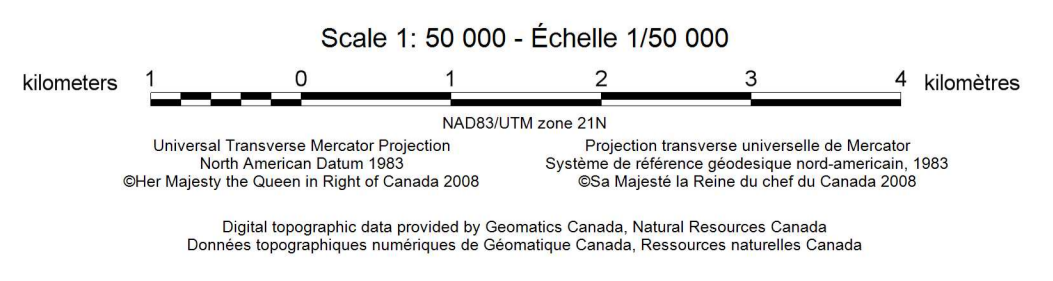 Scale 1: 50 000 - Échelle 1/50 000
kilometers 1 0 1 2 3 4 kilomètres
NAD83/UTM zone 21N
Universal Transverse Mercator Projection
North American Datum 1983
©Her Majesty the Queen in Right of Canada 2008
Projection transverse universelle de Mercator
Système de référence géodesique nord-americain, 1983
©Sa Majesté la Reine du chef du Canada 2008
Digital topographic data provided by Geomatics Canada, Natural Resources Canada
Données topographiques numériques de Géomatique Canada, Ressources naturelles Canada